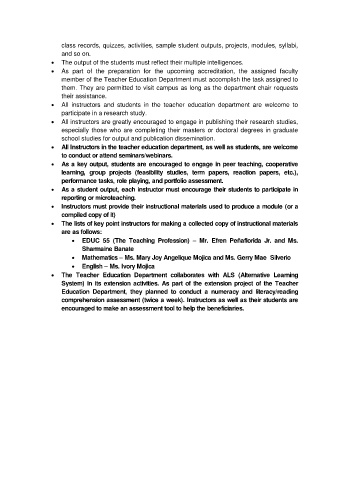 class records, quizzes, activities, sample student outputs, projects, modules, syllabi,
and so on.
• The output of the students must reflect their multiple intelligences.
• As part of the preparation for the upcoming accreditation, the assigned faculty
member of the Teacher Education Department must accomplish the task assigned to
them. They are permitted to visit campus as long as the department chair requests
their assistance.
• All instructors and students in the teacher education department are welcome to
participate in a research study.
• All instructors are greatly encouraged to engage in publishing their research studies,
especially those who are completing their masters or doctoral degrees in graduate
school studies for output and publication dissemination.
• All Instructors in the teacher education department, as well as students, are welcome
to conduct or attend seminars/webinars.
• As a key output, students are encouraged to engage in peer teaching, cooperative
learning, group projects (feasibility studies, term papers, reaction papers, etc.),
performance tasks, role playing, and portfolio assessment.
• As a student output, each instructor must encourage their students to participate in
reporting or microteaching.
• Instructors must provide their instructional materials used to produce a module (or a
compiled copy of it)
• The lists of key point instructors for making a collected copy of instructional materials
are as follows:
• EDUC 55 (The Teaching Profession) – Mr. Efren Peñaflorida Jr. and Ms.
Sharmaine Banate
• Mathematics – Ms. Mary Joy Angelique Mojica and Ms. Gerry Mae Silverio
• English – Ms. Ivory Mojica
• The Teacher Education Department collaborates with ALS (Alternative Learning
System) in its extension activities. As part of the extension project of the Teacher
Education Department, they planned to conduct a numeracy and literacy/reading
comprehension assessment (twice a week). Instructors as well as their students are
encouraged to make an assessment tool to help the beneficiaries.